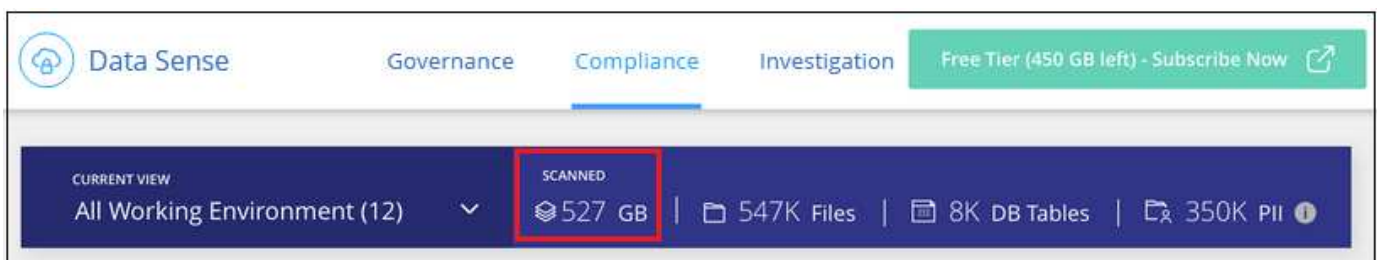 Data Sense Governance Compliance Investigation Free Tier (450 GB left) - Subscribe Now
CURRENT VIEW SCANNED
All Working Environment (12) 527 GB | 547K Files | 8K DB Tables | 350K PII